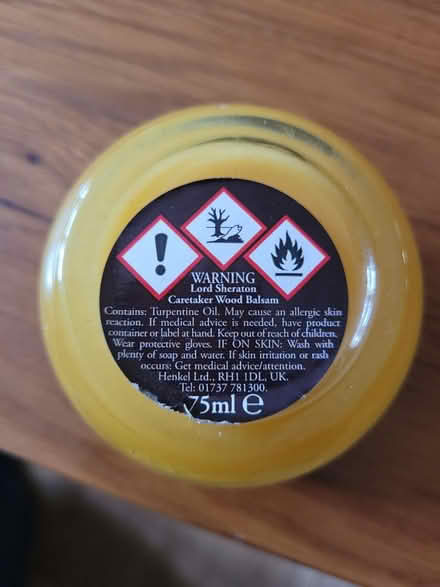 WARNING
Lord Sheraton
Caretaker Wood Balsam
Contains: Turpentine Oil. May cause an allergic skin
reaction. If medical advice is needed, have product
container or label at hand. Keep out of reach of children.
Wear protective gloves. IF ON SKIN: Wash with
plenty of soap and water. If skin irritation or rash
occurs: Get medical advice/attention.
Henkel Ltd., RH1 1DL, UK.
Tel: 01737 781300.
75ml ℮